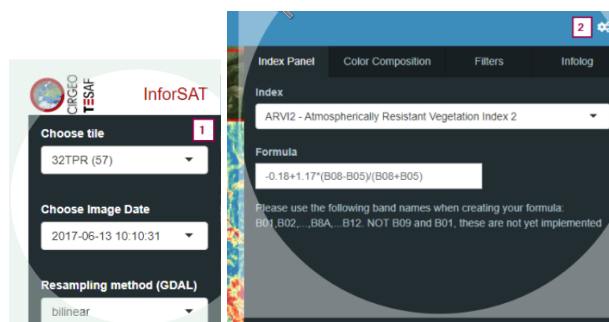 CIRGEO
TESAF
InforSAT
1
Choose tile
32TPR (57)
Choose Image Date
2017-06-13 10:10:31
Resampling method (GDAL)
bilinear
2
Index Panel Color Composition Filters Infolog
Index
ARVI2 - Atmospherically Resistant Vegetation Index 2
Formula
-0.18+1.17*(B08-B05)/(B08+B05)
Please use the following band names when creating your formula:
B01,B02,...,B8A,...B12. NOT B09 and B01, these are not yet implemented